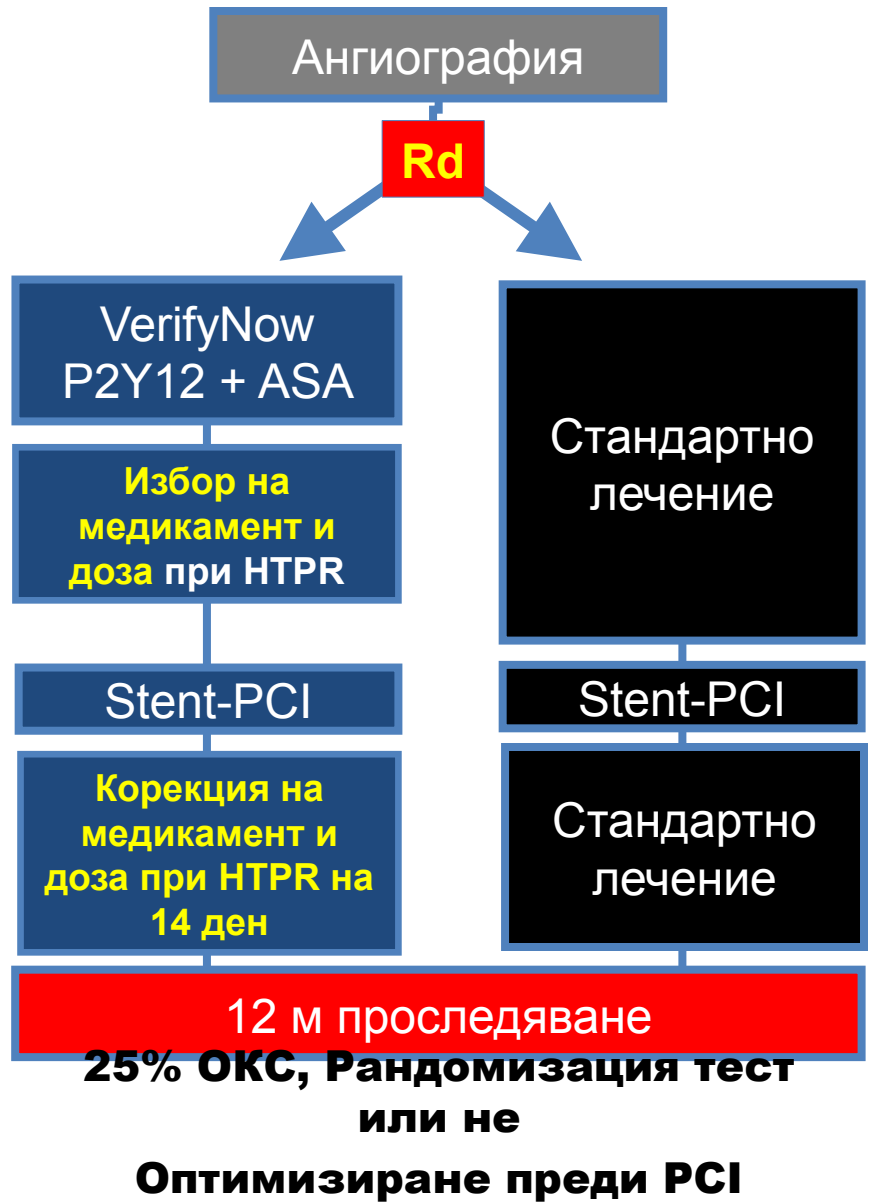 Ангиография
Rd
VerifyNow
P2Y12 + ASA
Избор на
медикамент и
доза при HTPR
Stent-PCI
Корекция на
медикамент и
доза при HTPR на
14 ден
Стандартно
лечение
Stent-PCI
Стандартно
лечение
12 м проследяване
25% ОКС, Рандомизация тест
или не
Оптимизиране преди PCI